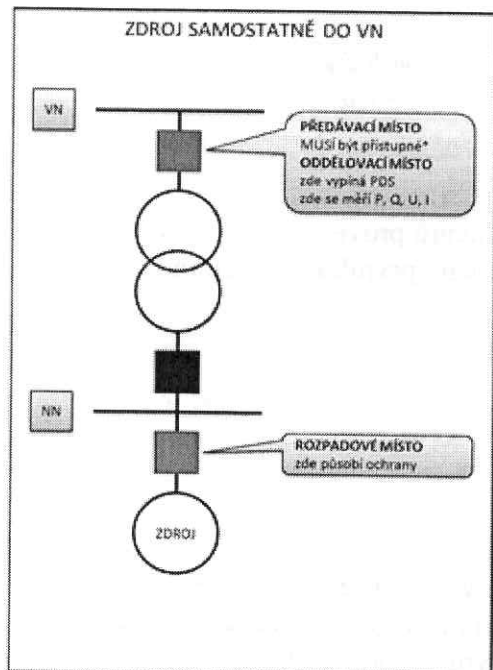 ZDROJ SAMOSTATNĚ DO VN
VN
PŘEDÁVACÍ MÍSTO
MUSÍ být přístupné*
ODDĚLOVACÍ MÍSTO
zde vypíná PDS
zde se měří P, Q, U, I
NN
ROZPADOVÉ MÍSTO
zde působí ochrany
ZDROJ